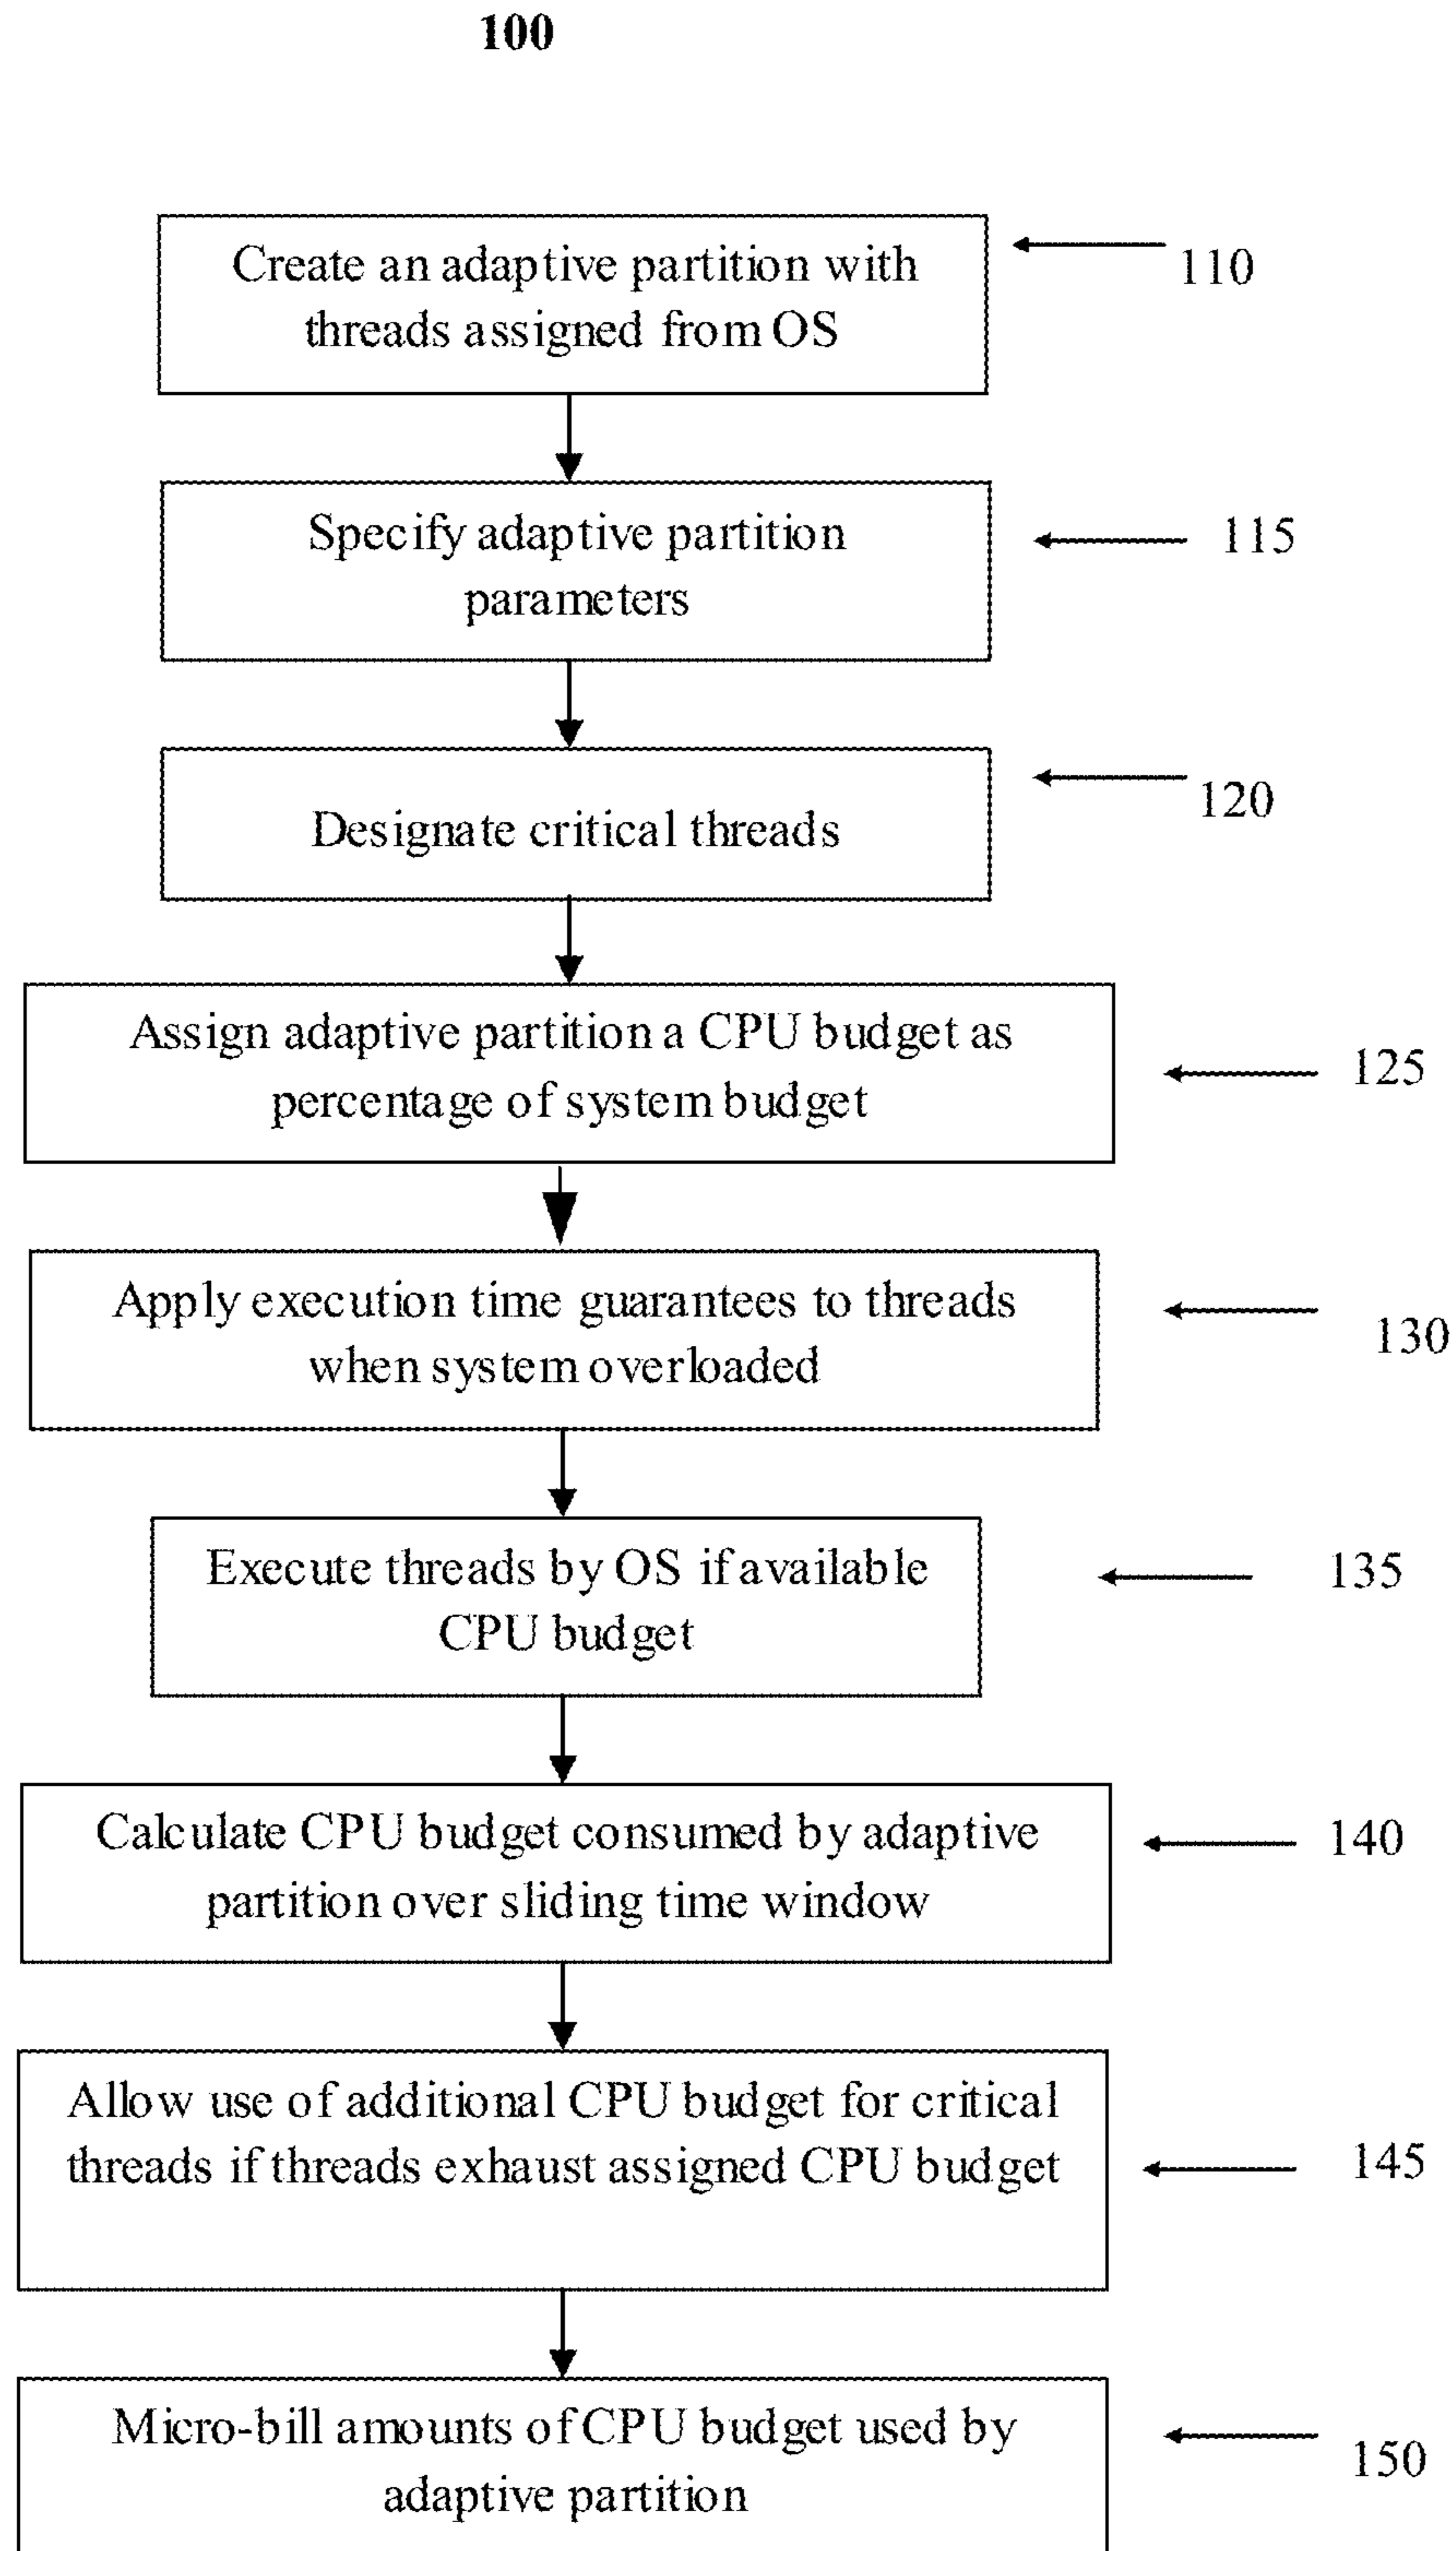 100
Create an adaptive partition with
threads assigned from OS
110
Specify adaptive partition
parameters
115
Designate critical threads
120
Assign adaptive partition a CPU budget as
percentage of system budget
125
Apply execution time guarantees to threads
when system overloaded
130
Execute threads by OS if available
CPU budget
135
Calculate CPU budget consumed by adaptive
partition over sliding time window
140
Allow use of additional CPU budget for critical
threads if threads exhaust assigned CPU budget
145
Micro-bill amounts of CPU budget used by
adaptive partition
150